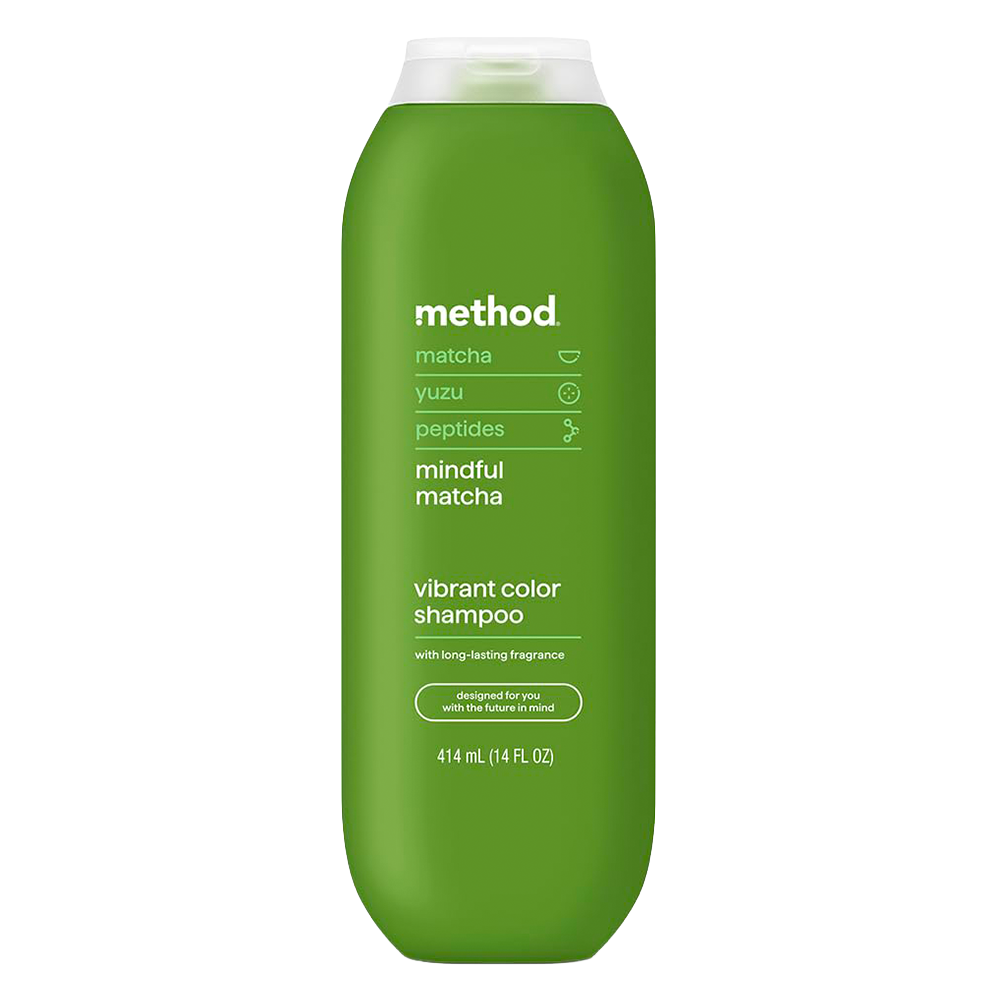 method.
matcha
yuzu
peptides
mindful
matcha
vibrant color
shampoo
with long-lasting fragrance
designed for you
with the future in mind
414 mL (14 FL OZ)